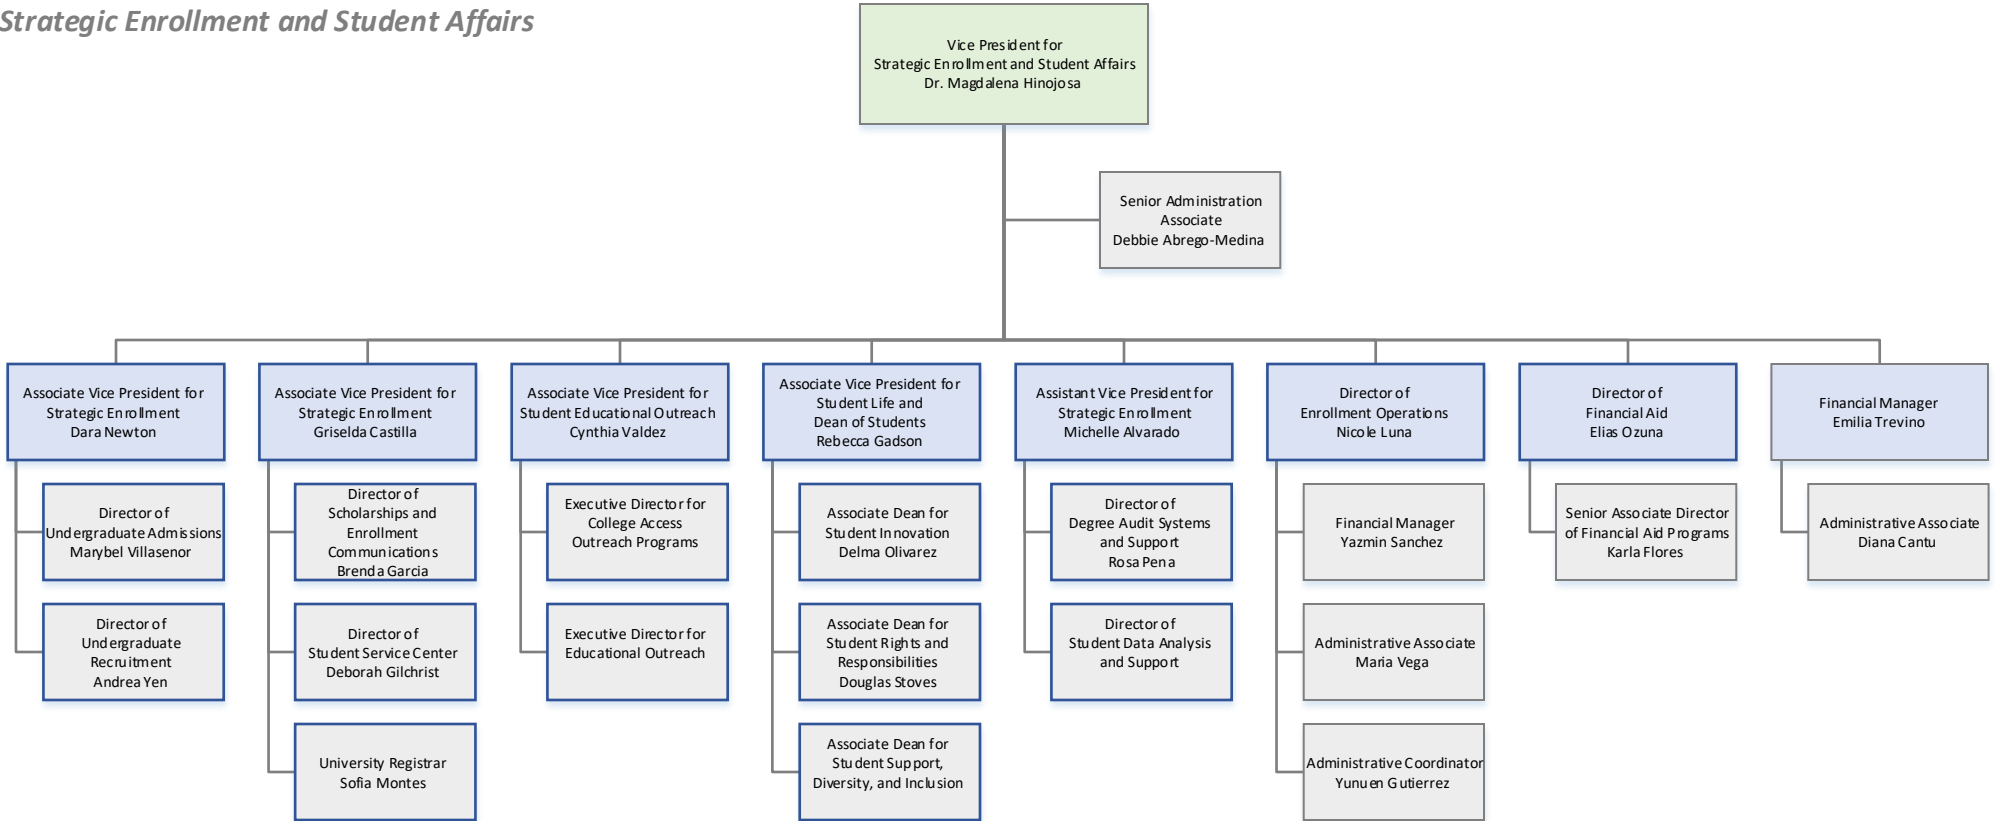 Strategic Enrollment and Student Affairs
Vice President for
Strategic Enrollment and Student Affairs
Dr. Magdalena Hinojosa
Senior Administration
Associate
Debbie Abrego-Medina
Associate Vice President for
Strategic Enrollment
Dara Newton
Associate Vice President for
Strategic Enrollment
Griselda Castilla
Associate Vice President for
Student Educational Outreach
Cynthia Valdez
Associate Vice President for
Student Life and
Dean of Students
Rebecca Gadson
Assistant Vice President for
Strategic Enrollment
Michelle Alvarado
Director of
Enrollment Operations
Nicole Luna
Director of
Financial Aid
Elias Ozuna
Financial Manager
Emilia Trevino
Director of
Undergraduate Admissions
Marybel Villasenor
Director of
Scholarships and
Enrollment
Communications
Brenda Garcia
Executive Director for
College Access
Outreach Programs
Associate Dean for
Student Innovation
Delma Olivarez
Director of
Degree Audit Systems
and Support
Rosa Pena
Financial Manager
Yazmin Sanchez
Senior Associate Director
of Financial Aid Programs
Karla Flores
Administrative Associate
Diana Cantu
Director of
Undergraduate
Recruitment
Andrea Yen
Director of
Student Service Center
Deborah Gilchrist
Executive Director for
Educational Outreach
Associate Dean for
Student Rights and
Responsibilities
Douglas Stoves
Director of
Student Data Analysis
and Support
Administrative Associate
Maria Vega
University Registrar
Sofia Montes
Associate Dean for
Student Support,
Diversity, and Inclusion
Administrative Coordinator
Yunuen Gutierrez